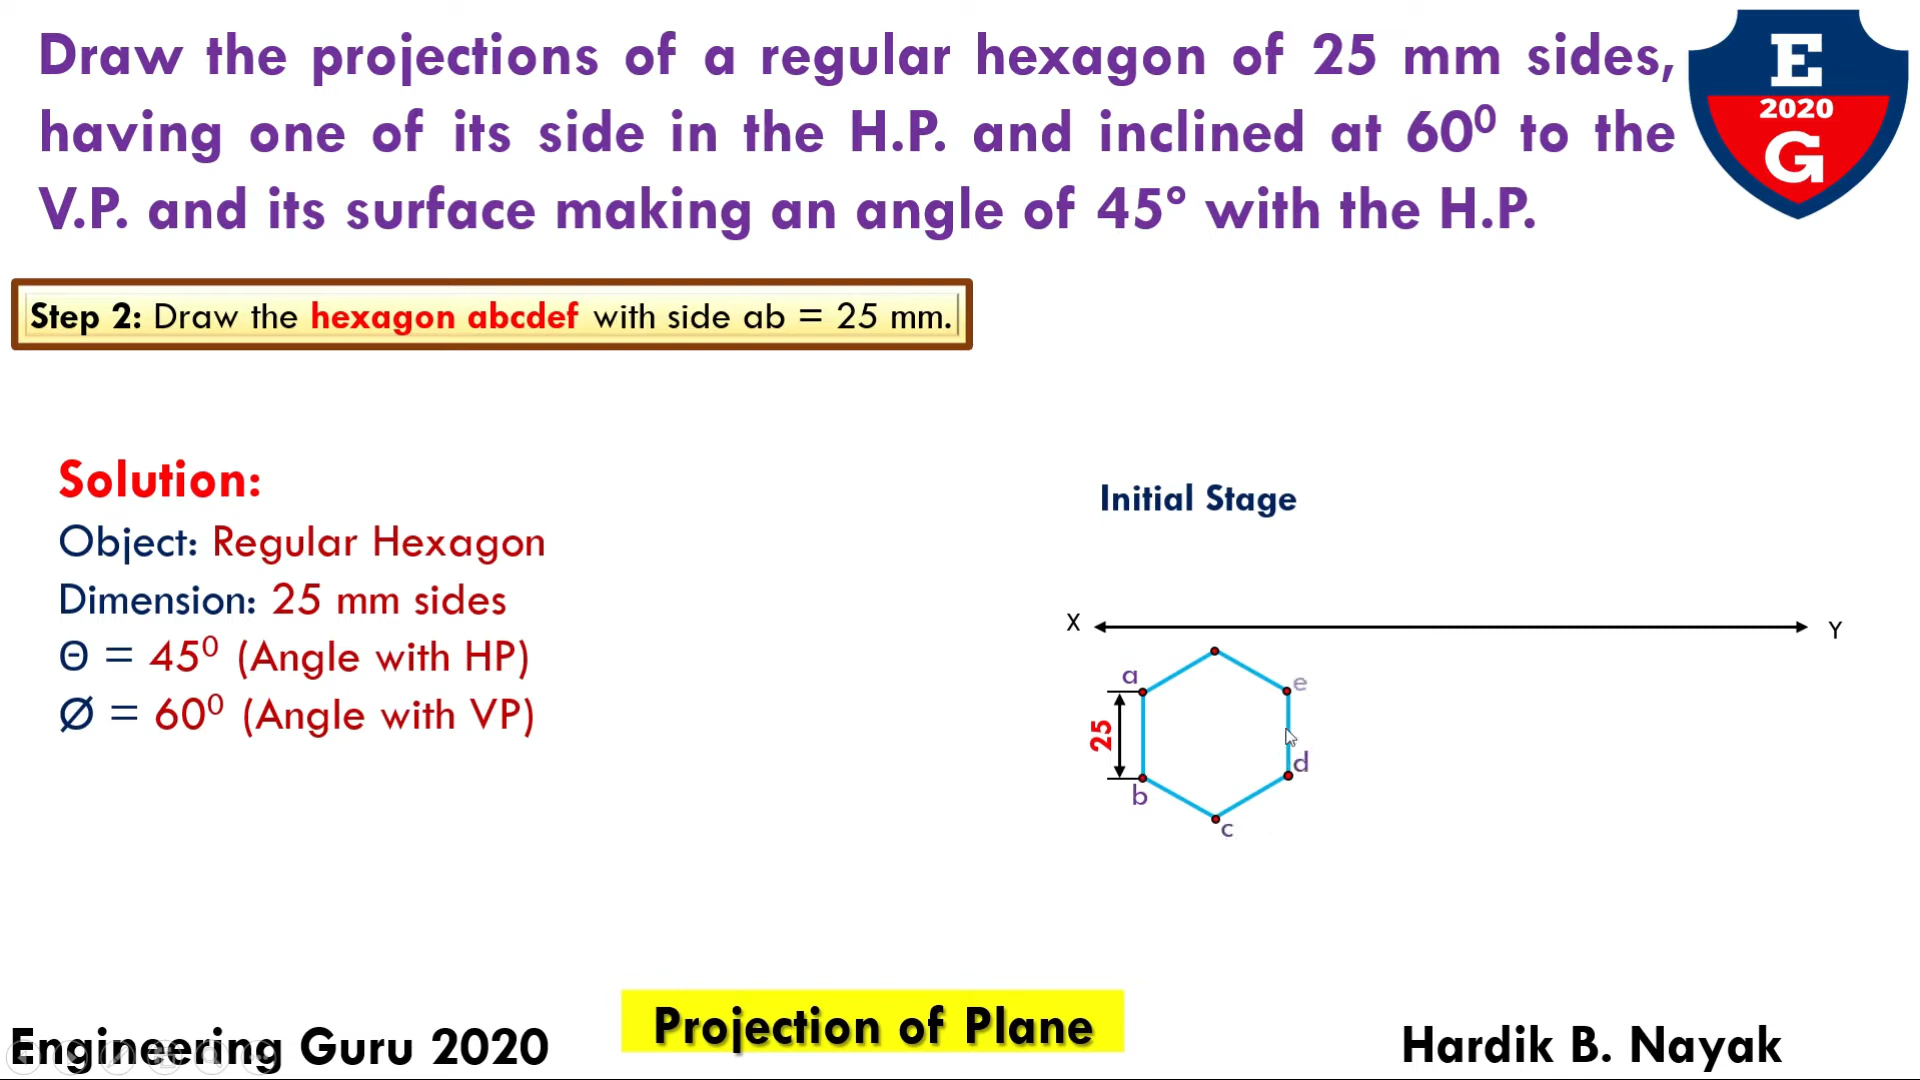 Draw the projections of a regular hexagon of 25 mm sides,
having one of its side in the H.P. and inclined at 60⁰ to the
V.P. and its surface making an angle of 45° with the H.P.
E
2020
G
Step 2: Draw the hexagon abcdef with side ab = 25 mm.
Solution:
Object: Regular Hexagon
Dimension: 25 mm sides
Θ = 45⁰ (Angle with HP)
Ø = 60⁰ (Angle with VP)
Initial Stage
X
Y
a
e
25
d
b
c
Engineering Guru 2020
Projection of Plane
Hardik B. Nayak